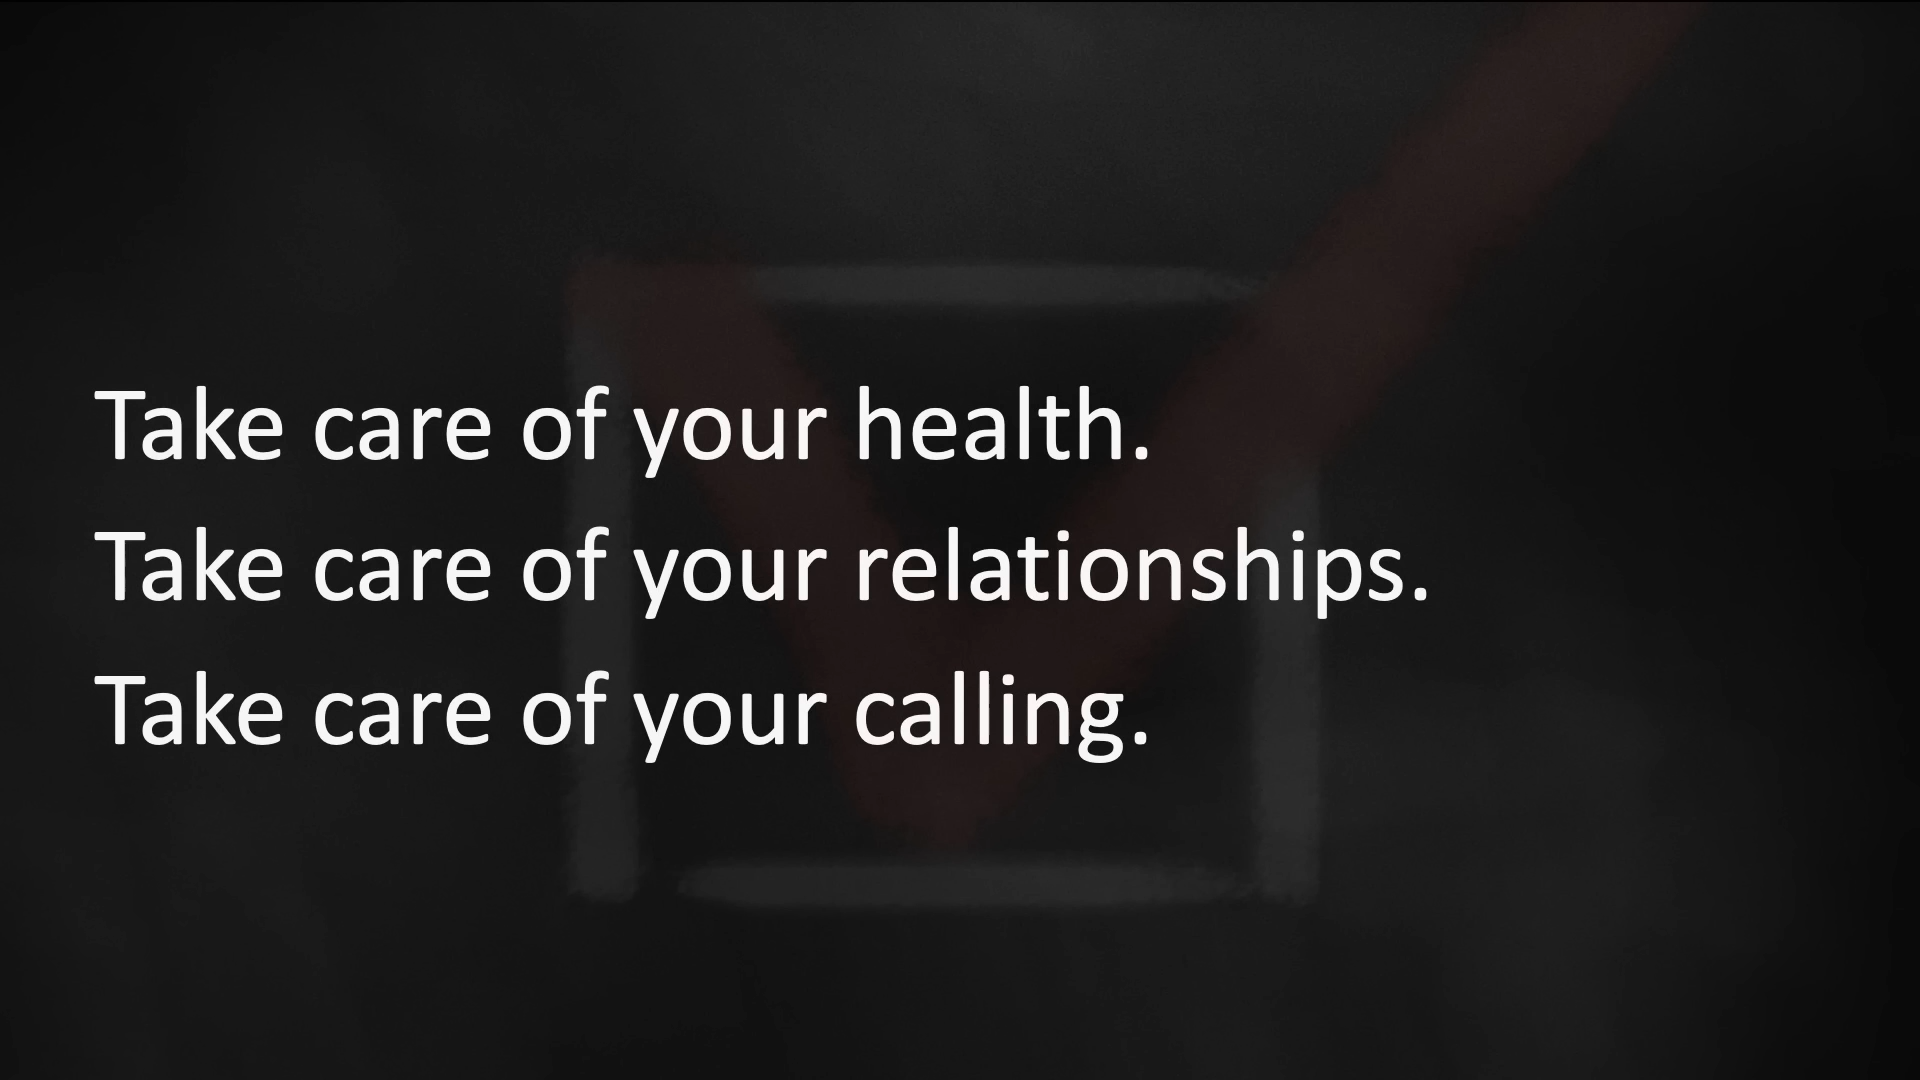 Take care of your health.
Take care of your relationships.
Take care of your calling.